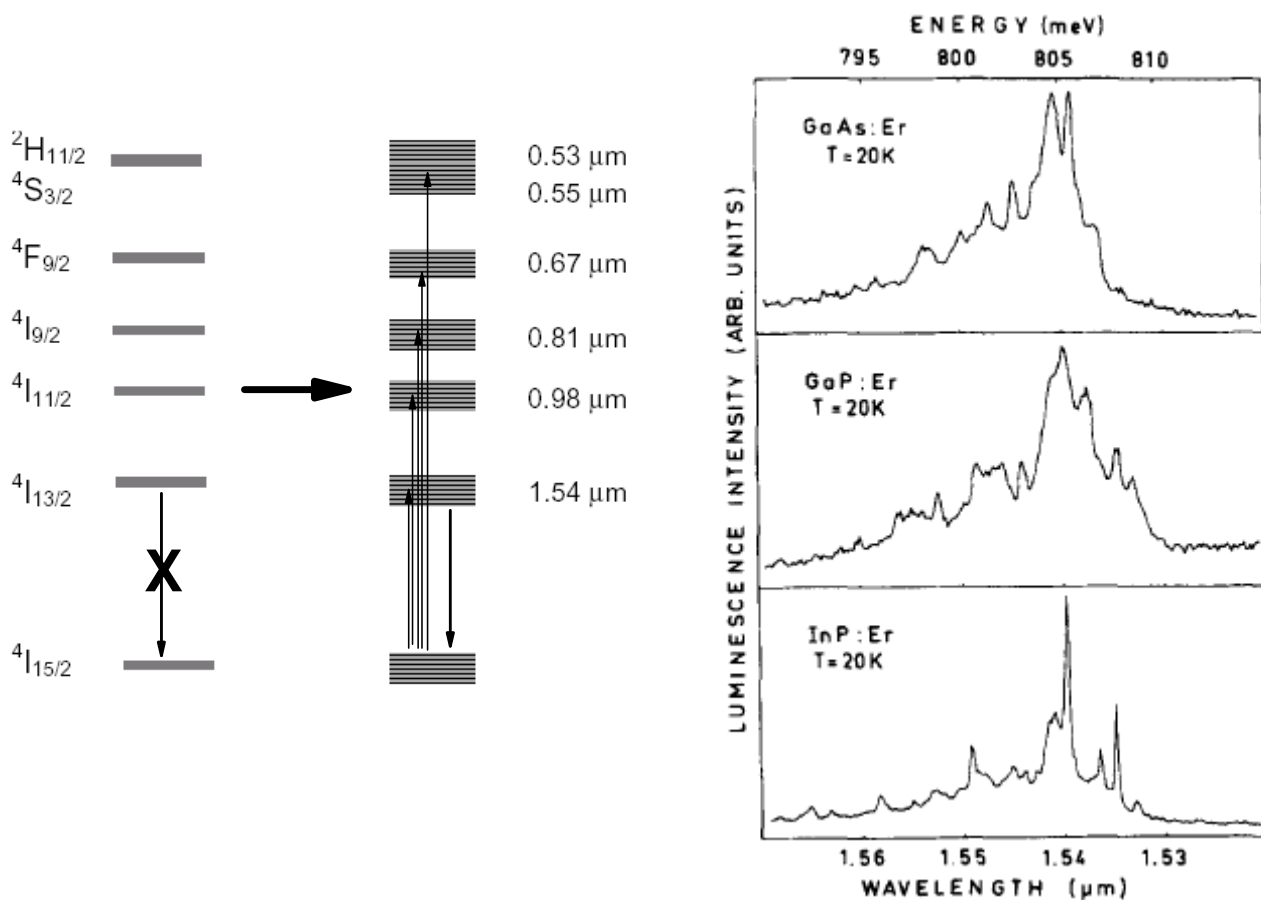 ²H₁₁/₂
⁴S₃/₂
⁴F₉/₂
⁴I₉/₂
⁴I₁₁/₂
⁴I₁₃/₂
X
⁴I₁₅/₂
0.53 μm
0.55 μm
0.67 μm
0.81 μm
0.98 μm
1.54 μm
ENERGY (meV)
795 800 805 810
GaAs:Er
T = 20K
GaP:Er
T = 20K
InP:Er
T = 20K
LUMINESCENCE INTENSITY (ARB. UNITS)
1.56 1.55 1.54 1.53
WAVELENGTH (μm)